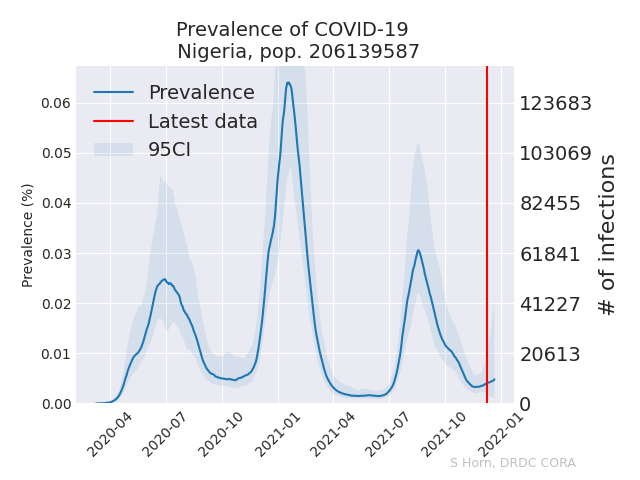 Prevalence of COVID-19
Nigeria, pop. 206139587
Prevalence
Latest data
95CI
Prevalence (%)
0.06
0.05
0.04
0.03
0.02
0.01
0.00
123683
103069
82455
61841
41227
20613
0
# of infections
2020-04
2020-07
2020-10
2021-01
2021-04
2021-07
2021-10
2022-01
S Horn, DRDC CORA